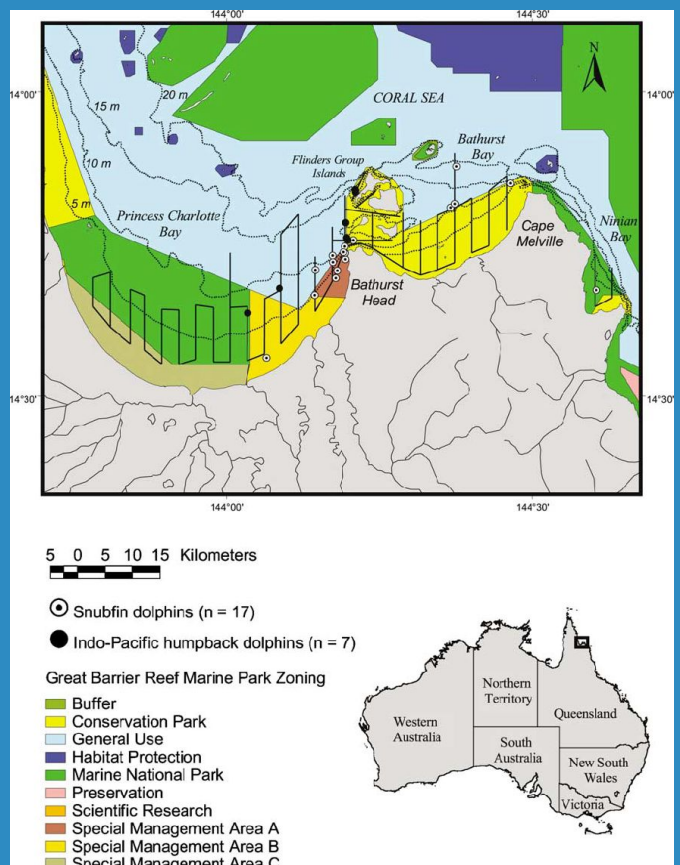 144°00'
144°30'
N
14°00'
14°00'
20 m
15 m
CORAL SEA
Bathurst
Bay
Flinders Group
Islands
10 m
5 m
Princess Charlotte
Bay
Ninian
Bay
Cape
Melville
Bathurst
Head
14°30'
14°30'
144°00'
144°30'
5 0 5 10 15 Kilometers
Snubfin dolphins (n = 17)
Indo-Pacific humpback dolphins (n = 7)
Great Barrier Reef Marine Park Zoning
Buffer
Conservation Park
General Use
Habitat Protection
Marine National Park
Preservation
Scientific Research
Special Management Area A
Special Management Area B
Special Management Area C
Northern
Territory
Western
Australia
Queensland
South
Australia
New South
Wales
Victoria